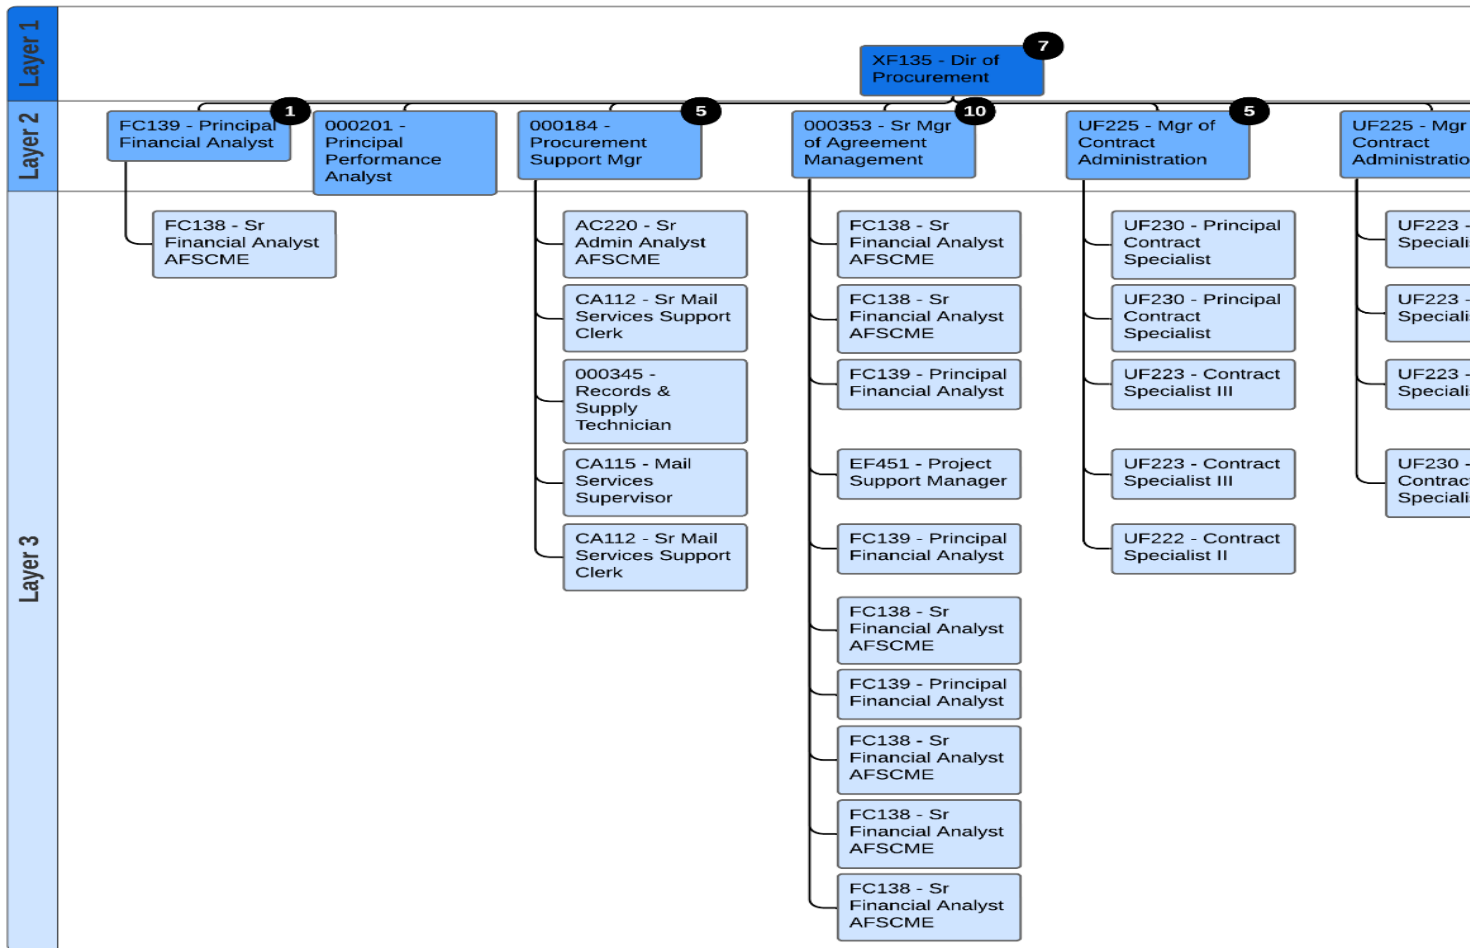 Layer 1
XF135 - Dir of
Procurement
7
Layer 2
FC139 - Principal
Financial Analyst
1
000201 -
Principal
Performance
Analyst
000184 -
Procurement
Support Mgr
5
000353 - Sr Mgr
of Agreement
Management
10
UF225 - Mgr of
Contract
Administration
5
UF225 - Mgr
Contract
Layer 3
FC138 - Sr
Financial Analyst
AFSCME
AC220 - Sr
Admin Analyst
AFSCME
CA112 - Sr Mail
Services Support
Clerk
000345 -
Records &
Supply
Technician
CA115 - Mail
Services
Supervisor
CA112 - Sr Mail
Services Support
Clerk
FC138 - Sr
Financial Analyst
AFSCME
FC138 - Sr
Financial Analyst
AFSCME
FC139 - Principal
Financial Analyst
EF451 - Project
Support Manager
FC139 - Principal
Financial Analyst
FC138 - Sr
Financial Analyst
AFSCME
FC139 - Principal
Financial Analyst
FC138 - Sr
Financial Analyst
AFSCME
FC138 - Sr
Financial Analyst
AFSCME
FC138 - Sr
Financial Analyst
AFSCME
UF230 - Principal
Contract
Specialist
UF230 - Principal
Contract
Specialist
UF223 - Contract
Specialist III
UF223 - Contract
Specialist III
UF222 - Contract
Specialist II
UF223 -
UF223 -
UF223 -
UF230 -